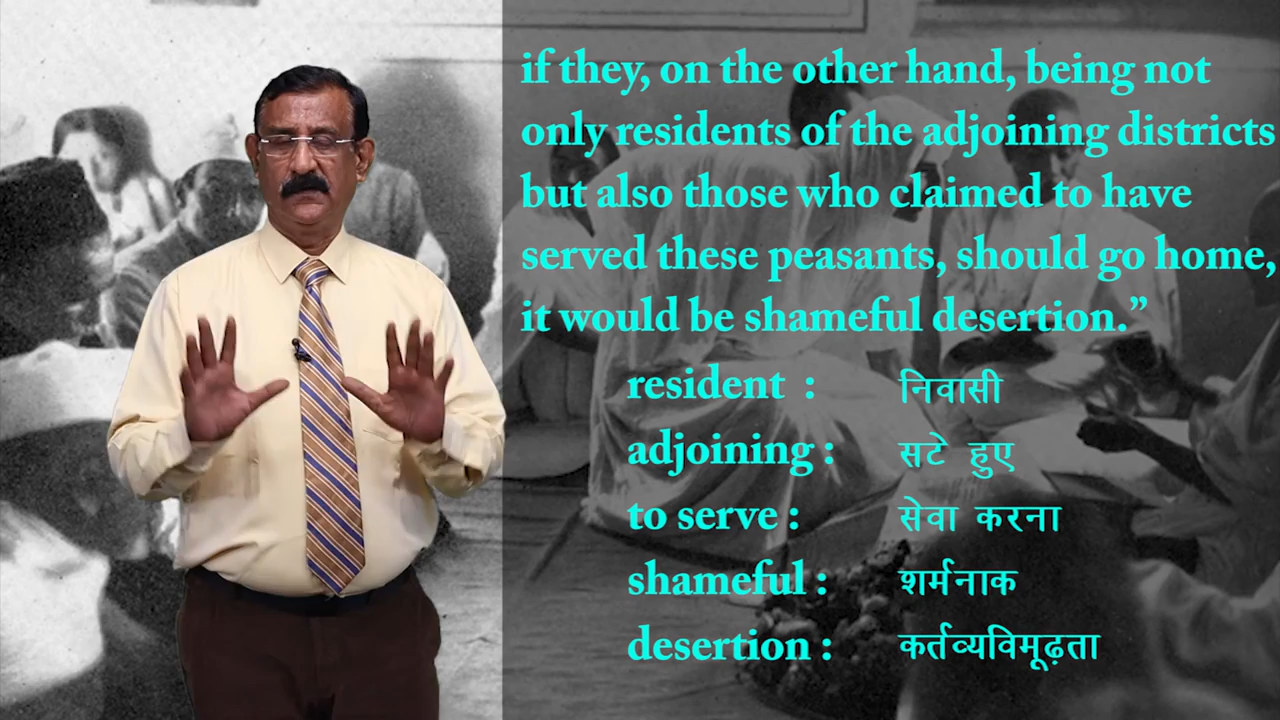 if they, on the other hand, being not
only residents of the adjoining districts
but also those who claimed to have
served these peasants, should go home,
it would be shameful desertion.”
resident : निवासी
adjoining : सटे हुए
to serve : सेवा करना
shameful : शर्मनाक
desertion : कर्तव्यविमूढ़ता